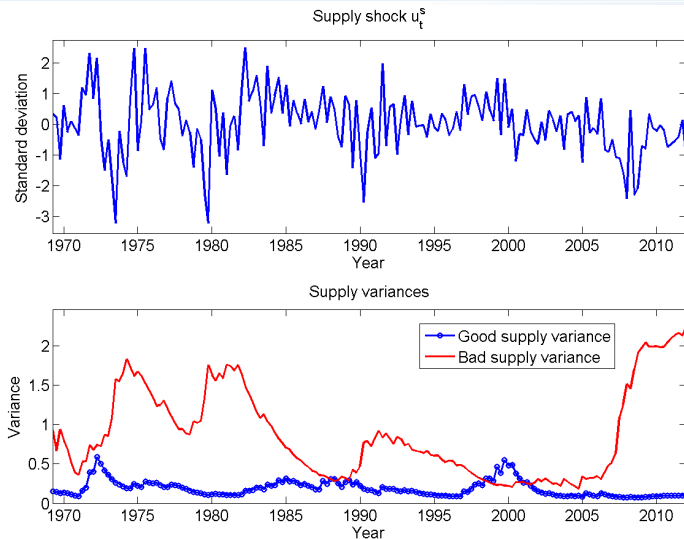 Supply shock u_t^s
Standard deviation
2
1
0
-1
-2
-3
1970 1975 1980 1985 1990 1995 2000 2005 2010
Year
Supply variances
Variance
2
1.5
1
0.5
0
Good supply variance
Bad supply variance
1970 1975 1980 1985 1990 1995 2000 2005 2010
Year